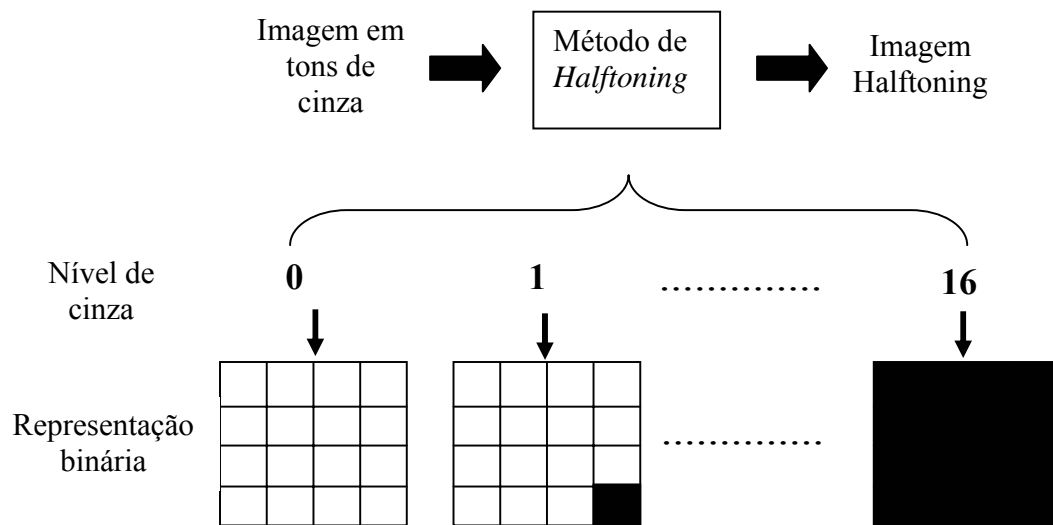 Imagem em
tons de
cinza
Método de
Halftoning
Imagem
Halftoning
Nível de
cinza
0 1 ................ 16
Representação
binária
................